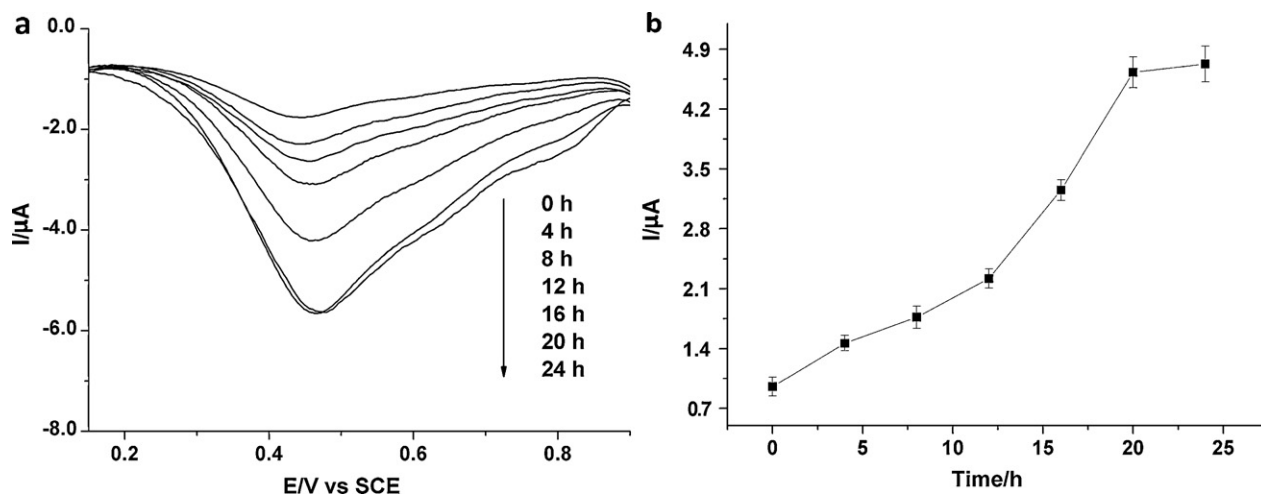 a
0.0
-2.0
-4.0
-6.0
-8.0
I/µA
0 h
4 h
8 h
12 h
16 h
20 h
24 h
0.2 0.4 0.6 0.8
E/V vs SCE
b
4.9
4.2
3.5
2.8
2.1
1.4
0.7
I/µA
0 5 10 15 20 25
Time/h